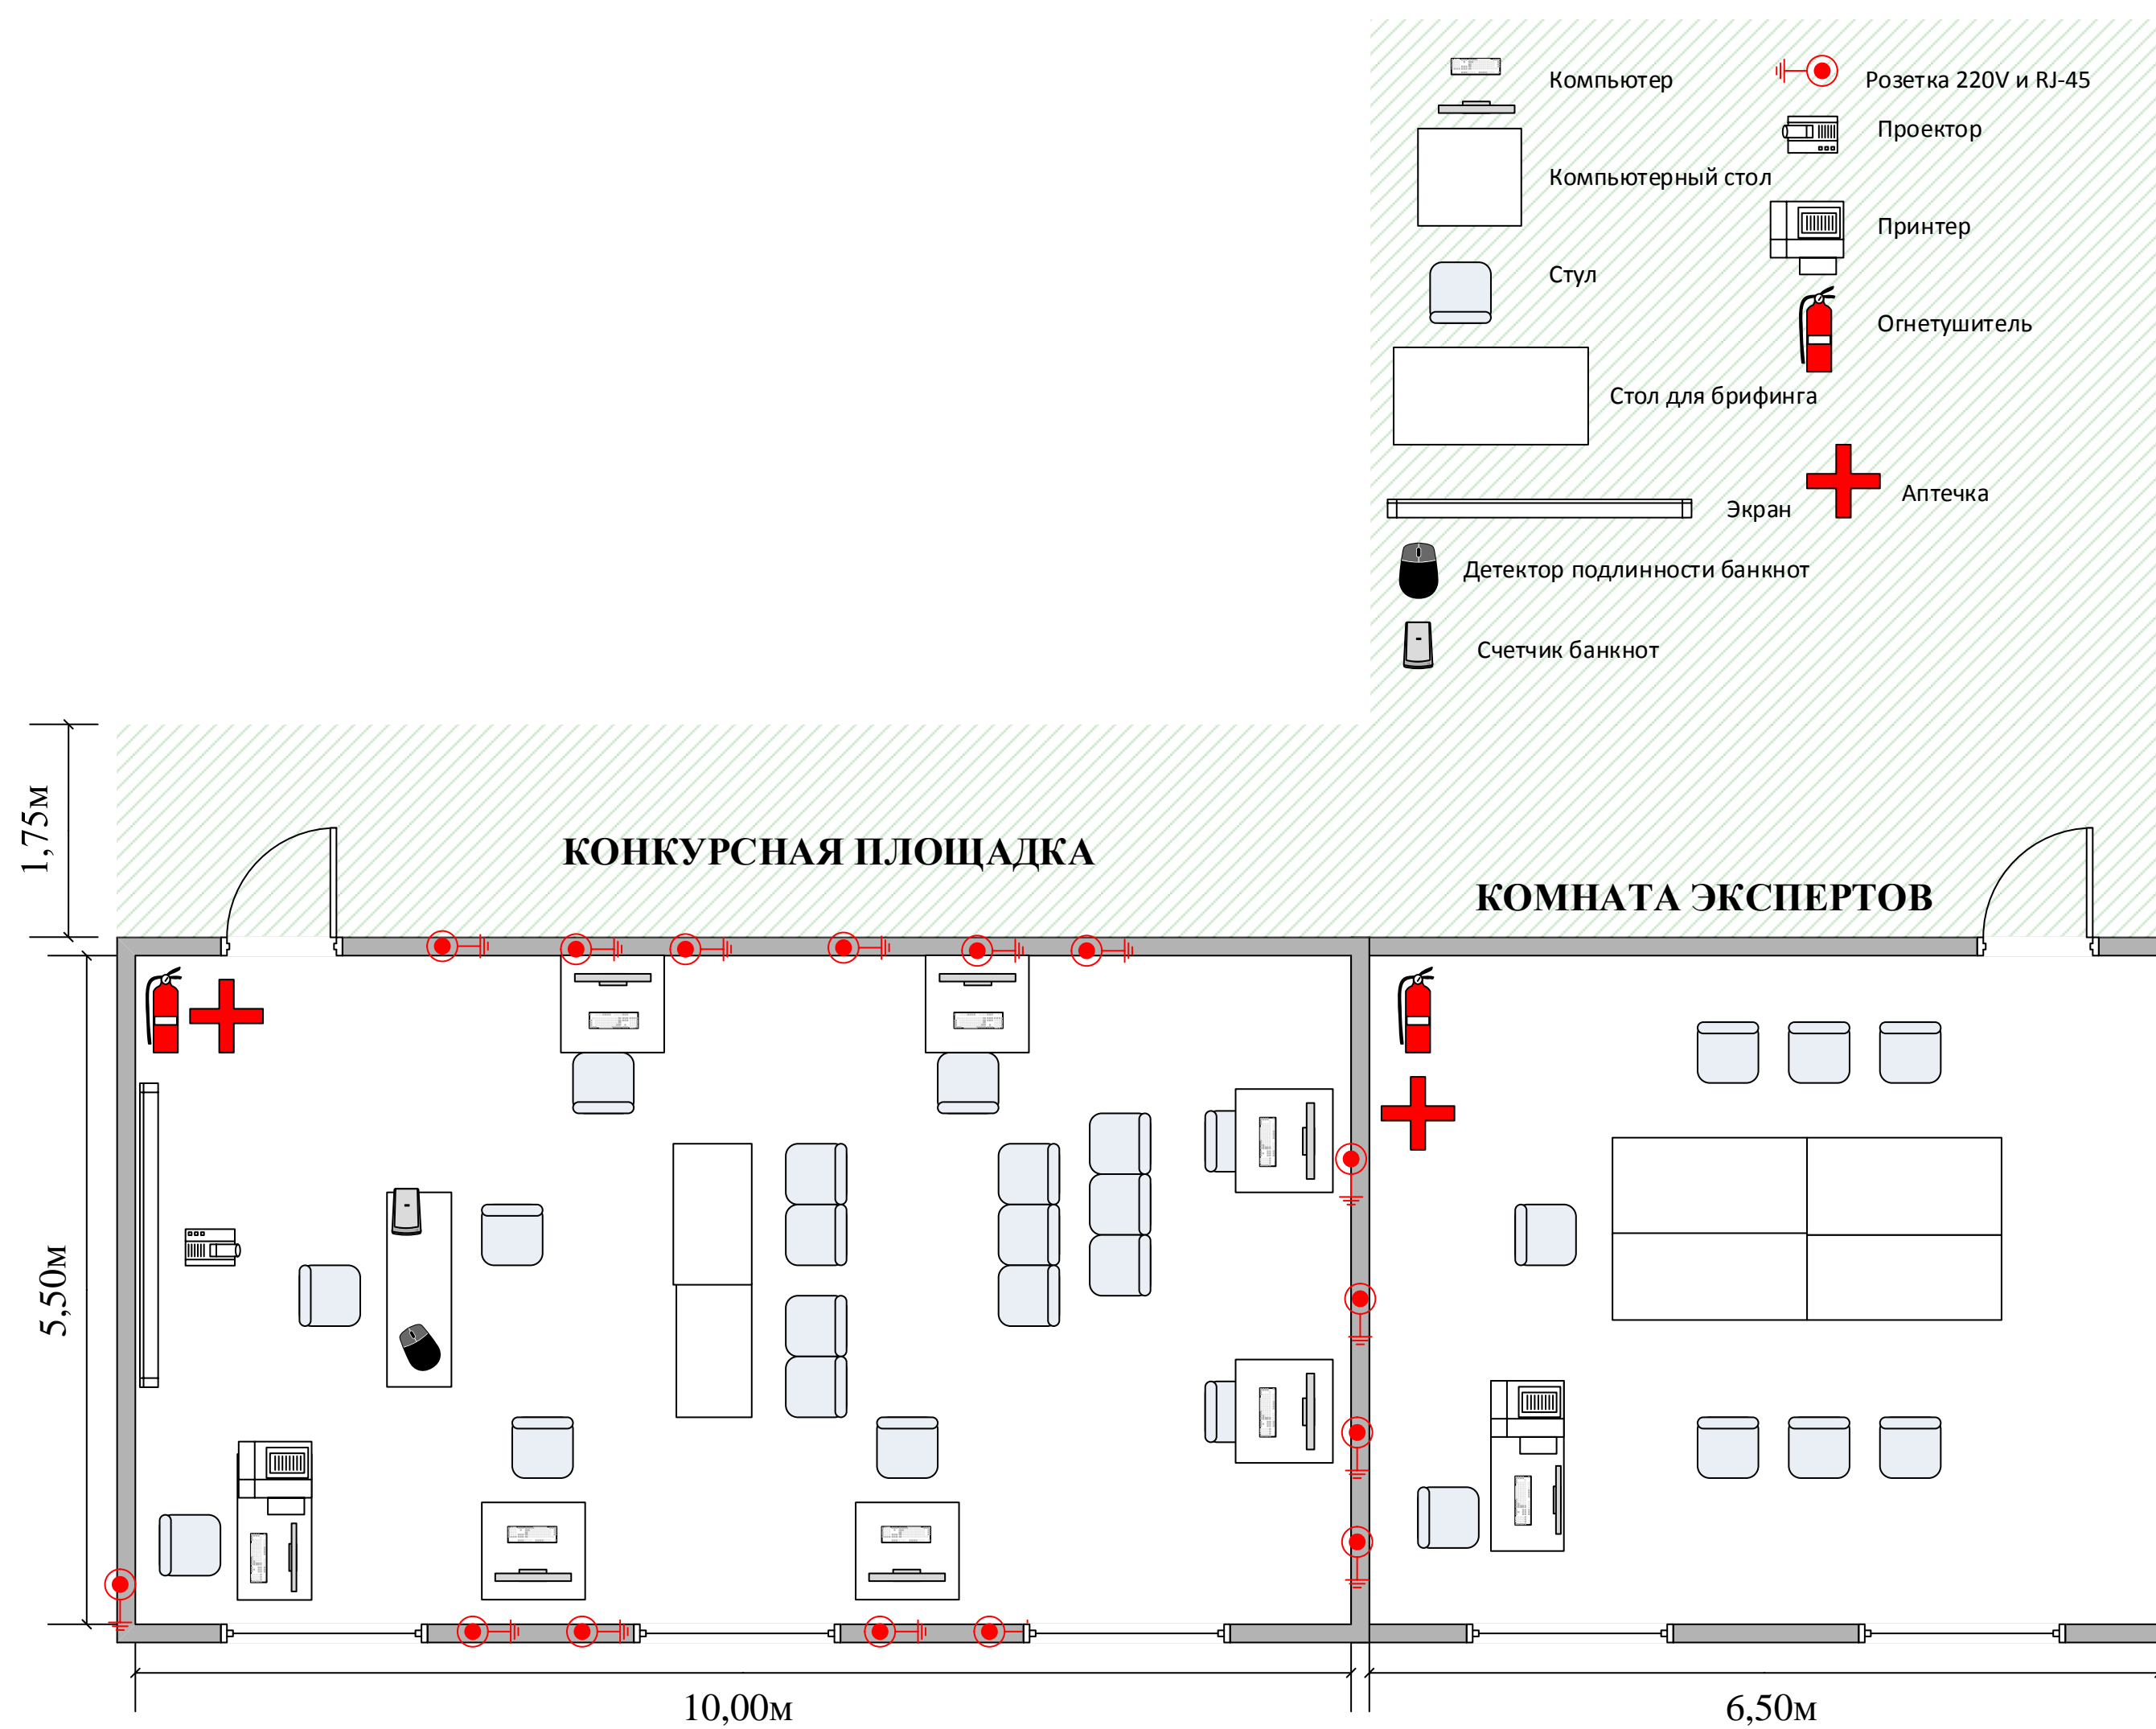 Компьютер
Розетка 220V и RJ-45
Проектор
Компьютерный стол
Принтер
Стул
Огнетушитель
Стол для брифинга
Аптечка
Экран
Детектор подлинности банкнот
Счетчик банкнот
1,75м
КОНКУРСНАЯ ПЛОЩАДКА
КОМНАТА ЭКСПЕРТОВ
5,50м
10,00м
6,50м